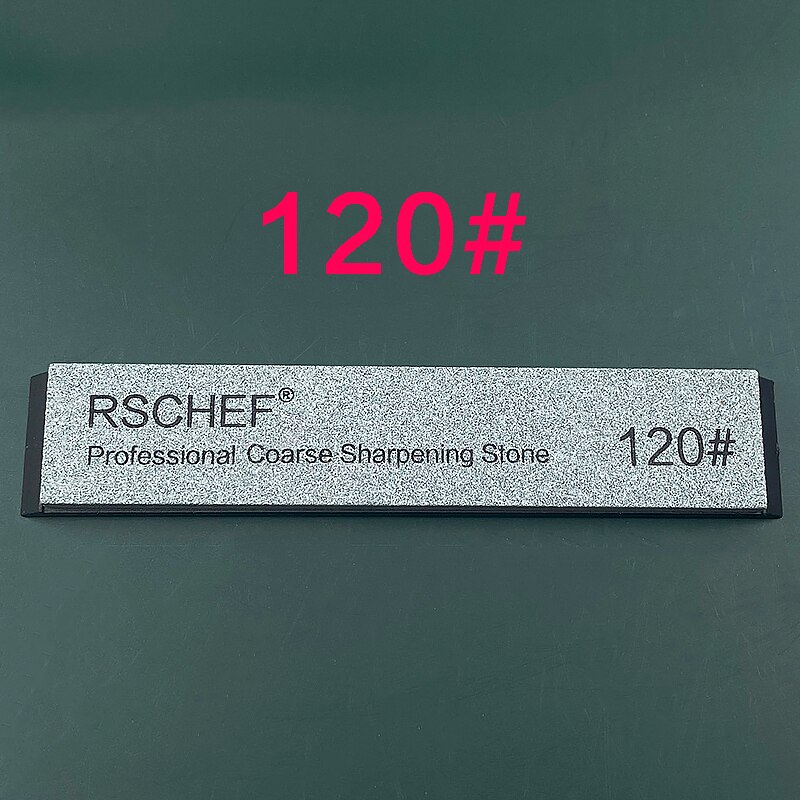 120#
RSCHEF®
Professional Coarse Sharpening Stone
120#